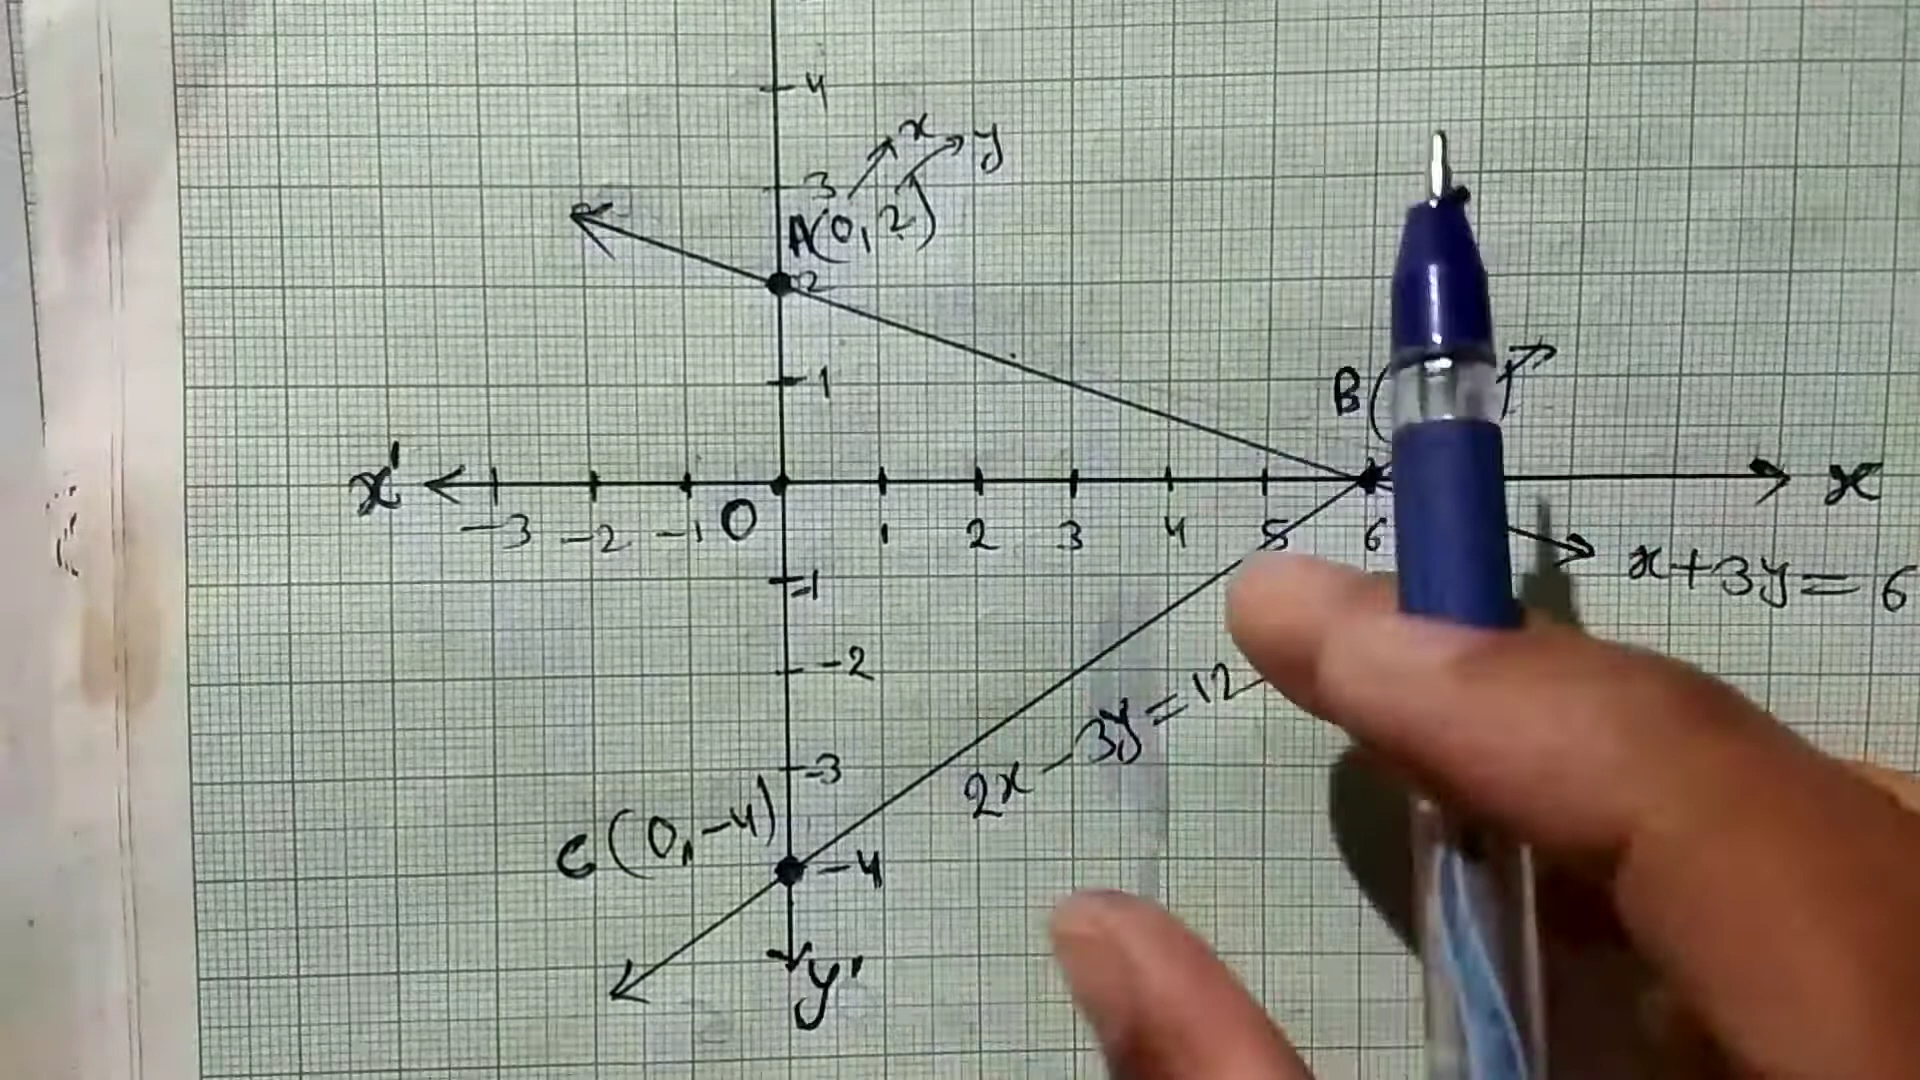 4
x y
3
A(0, 2)
2
1
B (
x' -3 -2 -1 O 1 2 3 4 5 6 x
x+3y=6
-1
-2
2x-3y=12
-3
C(0, -4)
-4
y'